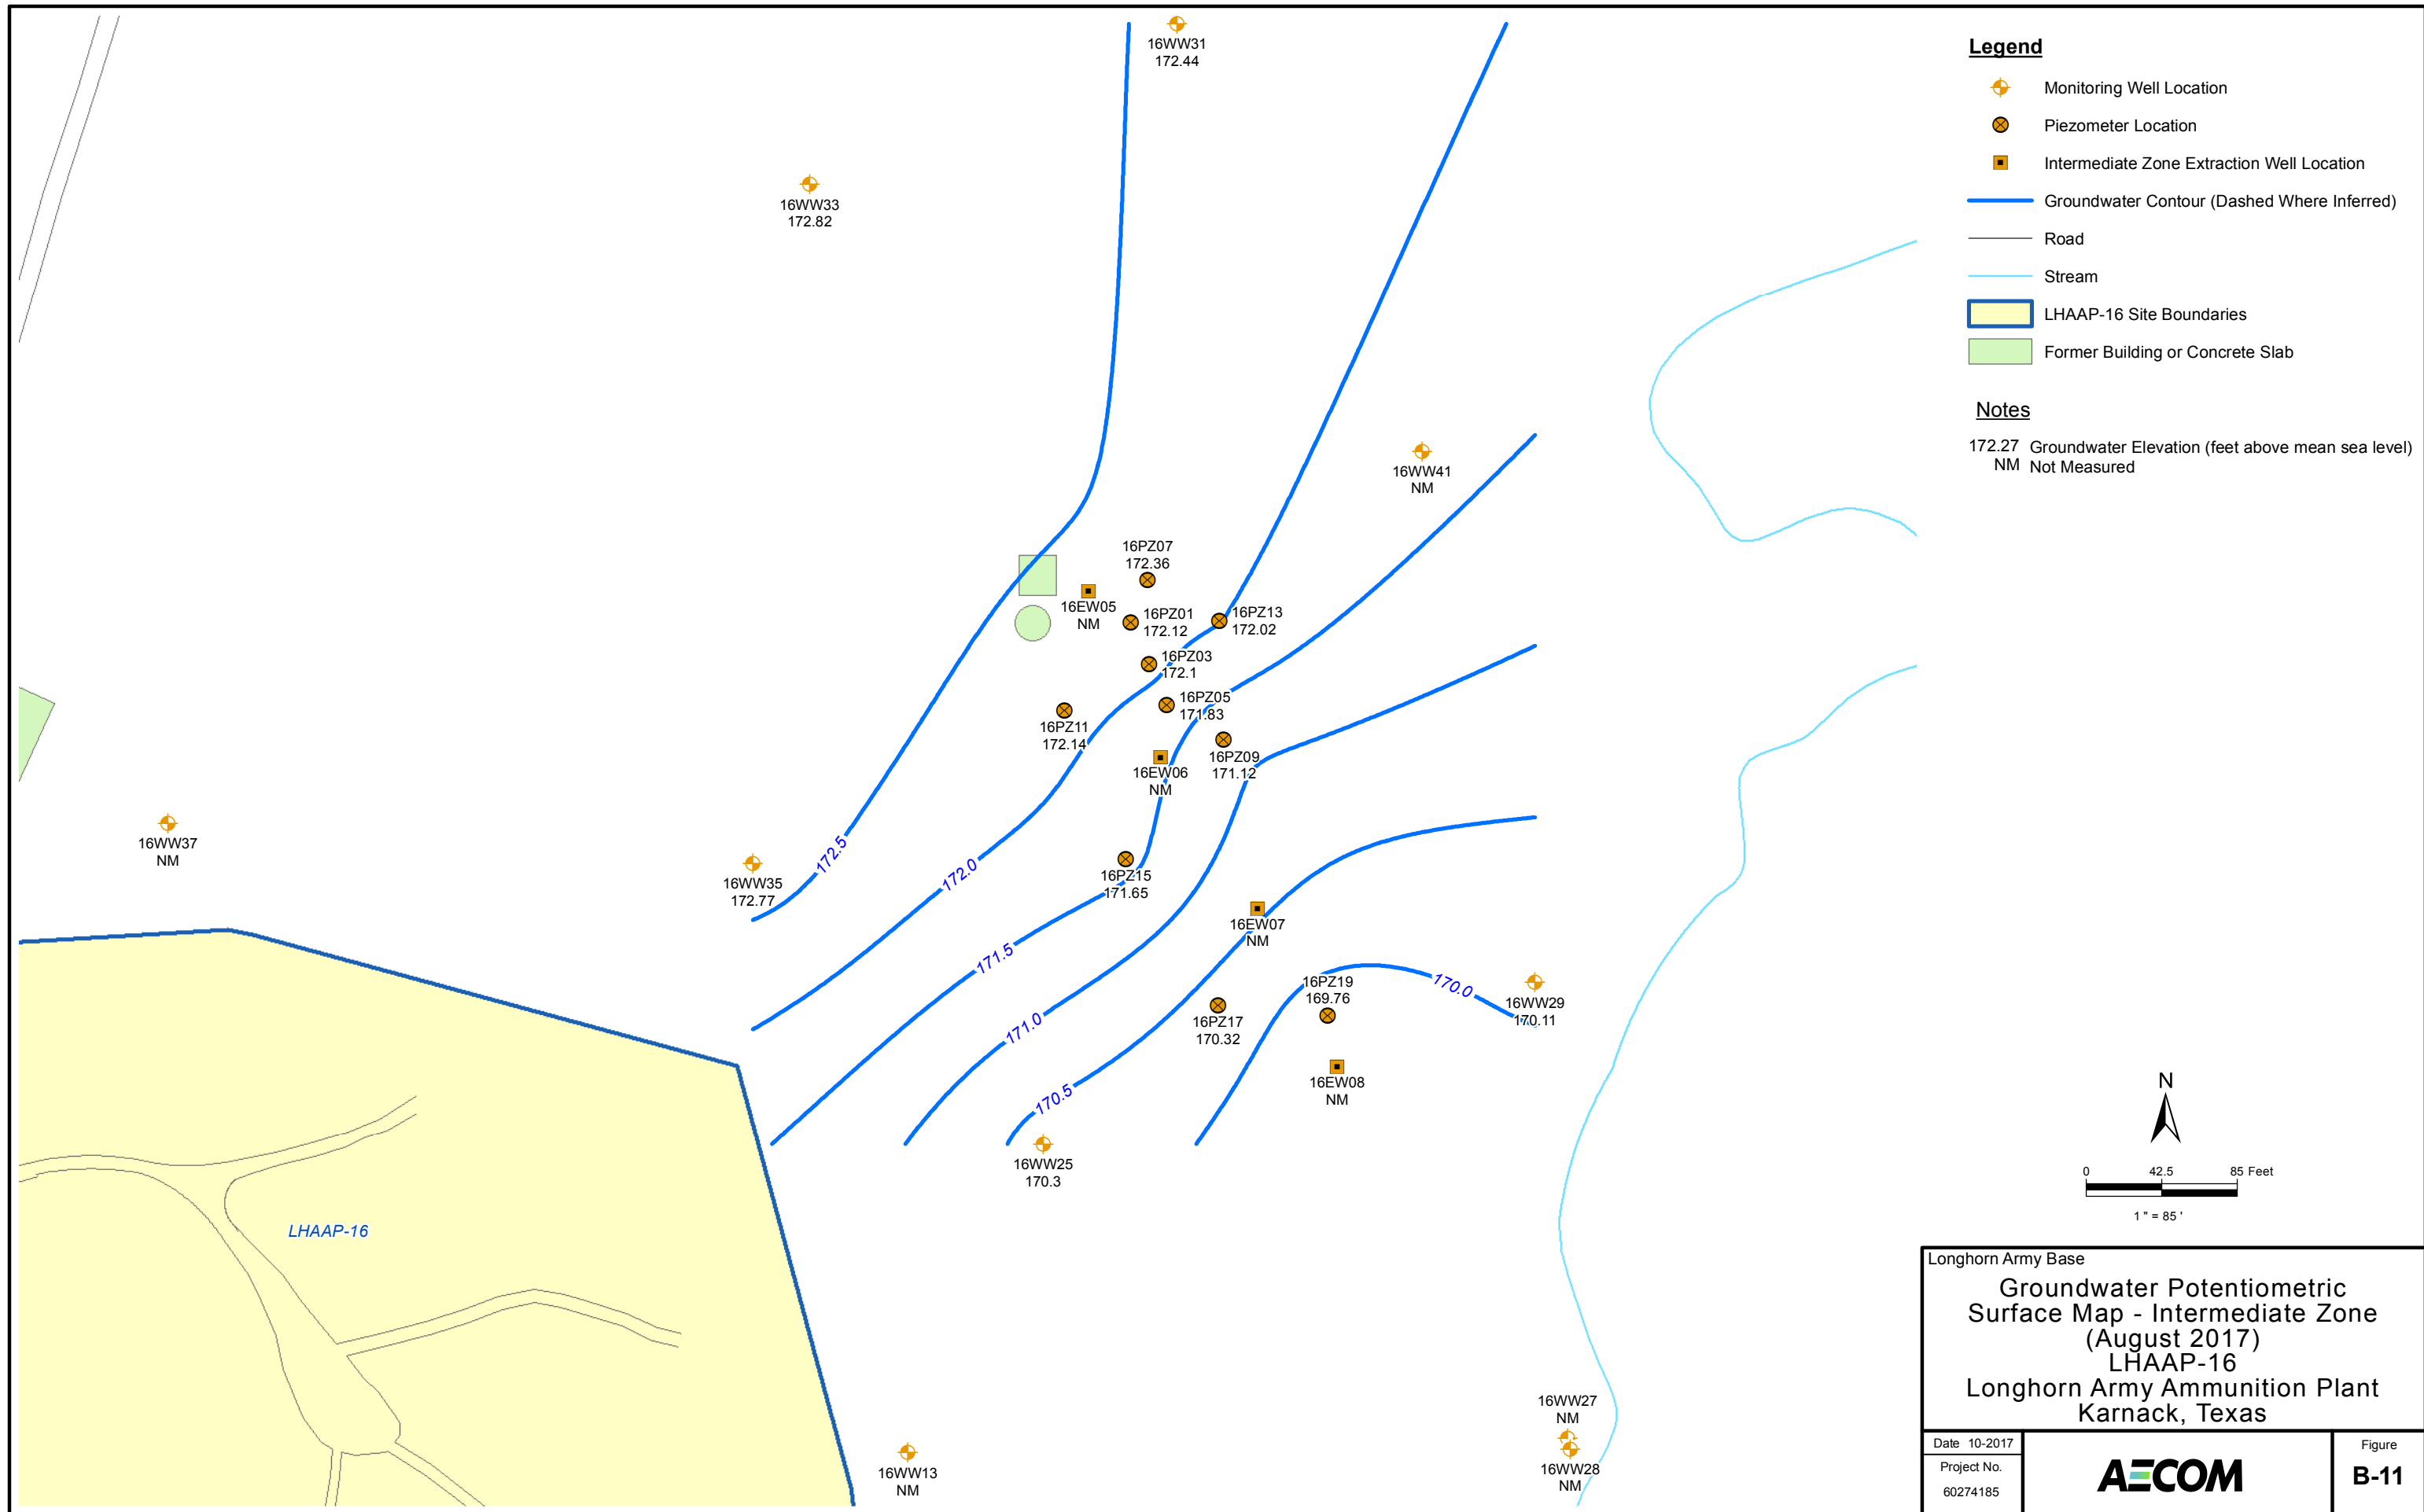 16WW31
172.44
16WW33
172.82
16WW41
NM
16PZ07
172.36
16EW05
NM
16PZ01
172.12
16PZ13
172.02
16PZ03
172.1
16PZ05
171.83
16PZ11
172.14
16PZ09
171.12
16EW06
NM
16WW37
NM
16WW35
172.77
172.5
172.0
16PZ15
171.65
171.5
16EW07
NM
171.0
16PZ19
169.76
170.0
16WW29
170.11
16PZ17
170.32
170.5
16EW08
NM
16WW25
170.3
LHAAP-16
16WW13
NM
16WW27
NM
16WW28
NM
Legend
Monitoring Well Location
Piezometer Location
Intermediate Zone Extraction Well Location
Groundwater Contour (Dashed Where Inferred)
Road
Stream
LHAAP-16 Site Boundaries
Former Building or Concrete Slab
Notes
172.27 Groundwater Elevation (feet above mean sea level)
NM Not Measured
N
0 42.5 85 Feet
1 " = 85 '
Longhorn Army Base
Groundwater Potentiometric
Surface Map - Intermediate Zone
(August 2017)
LHAAP-16
Longhorn Army Ammunition Plant
Karnack, Texas
Date 10-2017
Project No.
60274185
AECOM
Figure
B-11